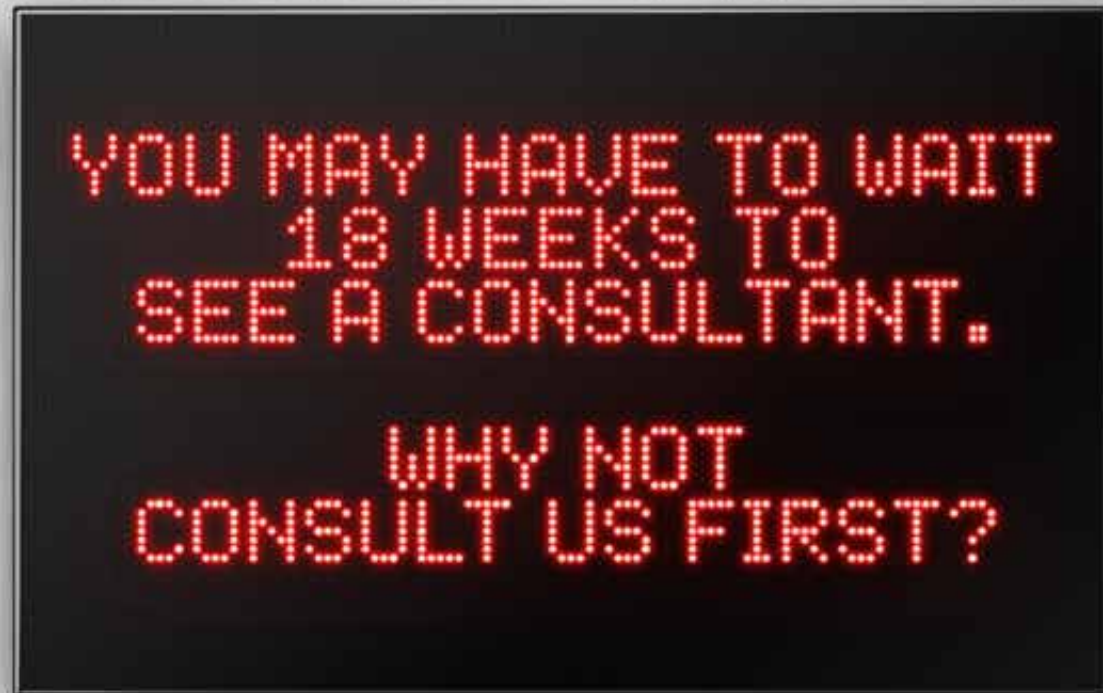 YOU MAY HAVE TO WAIT
18 WEEKS TO
SEE A CONSULTANT.
WHY NOT
CONSULT US FIRST?